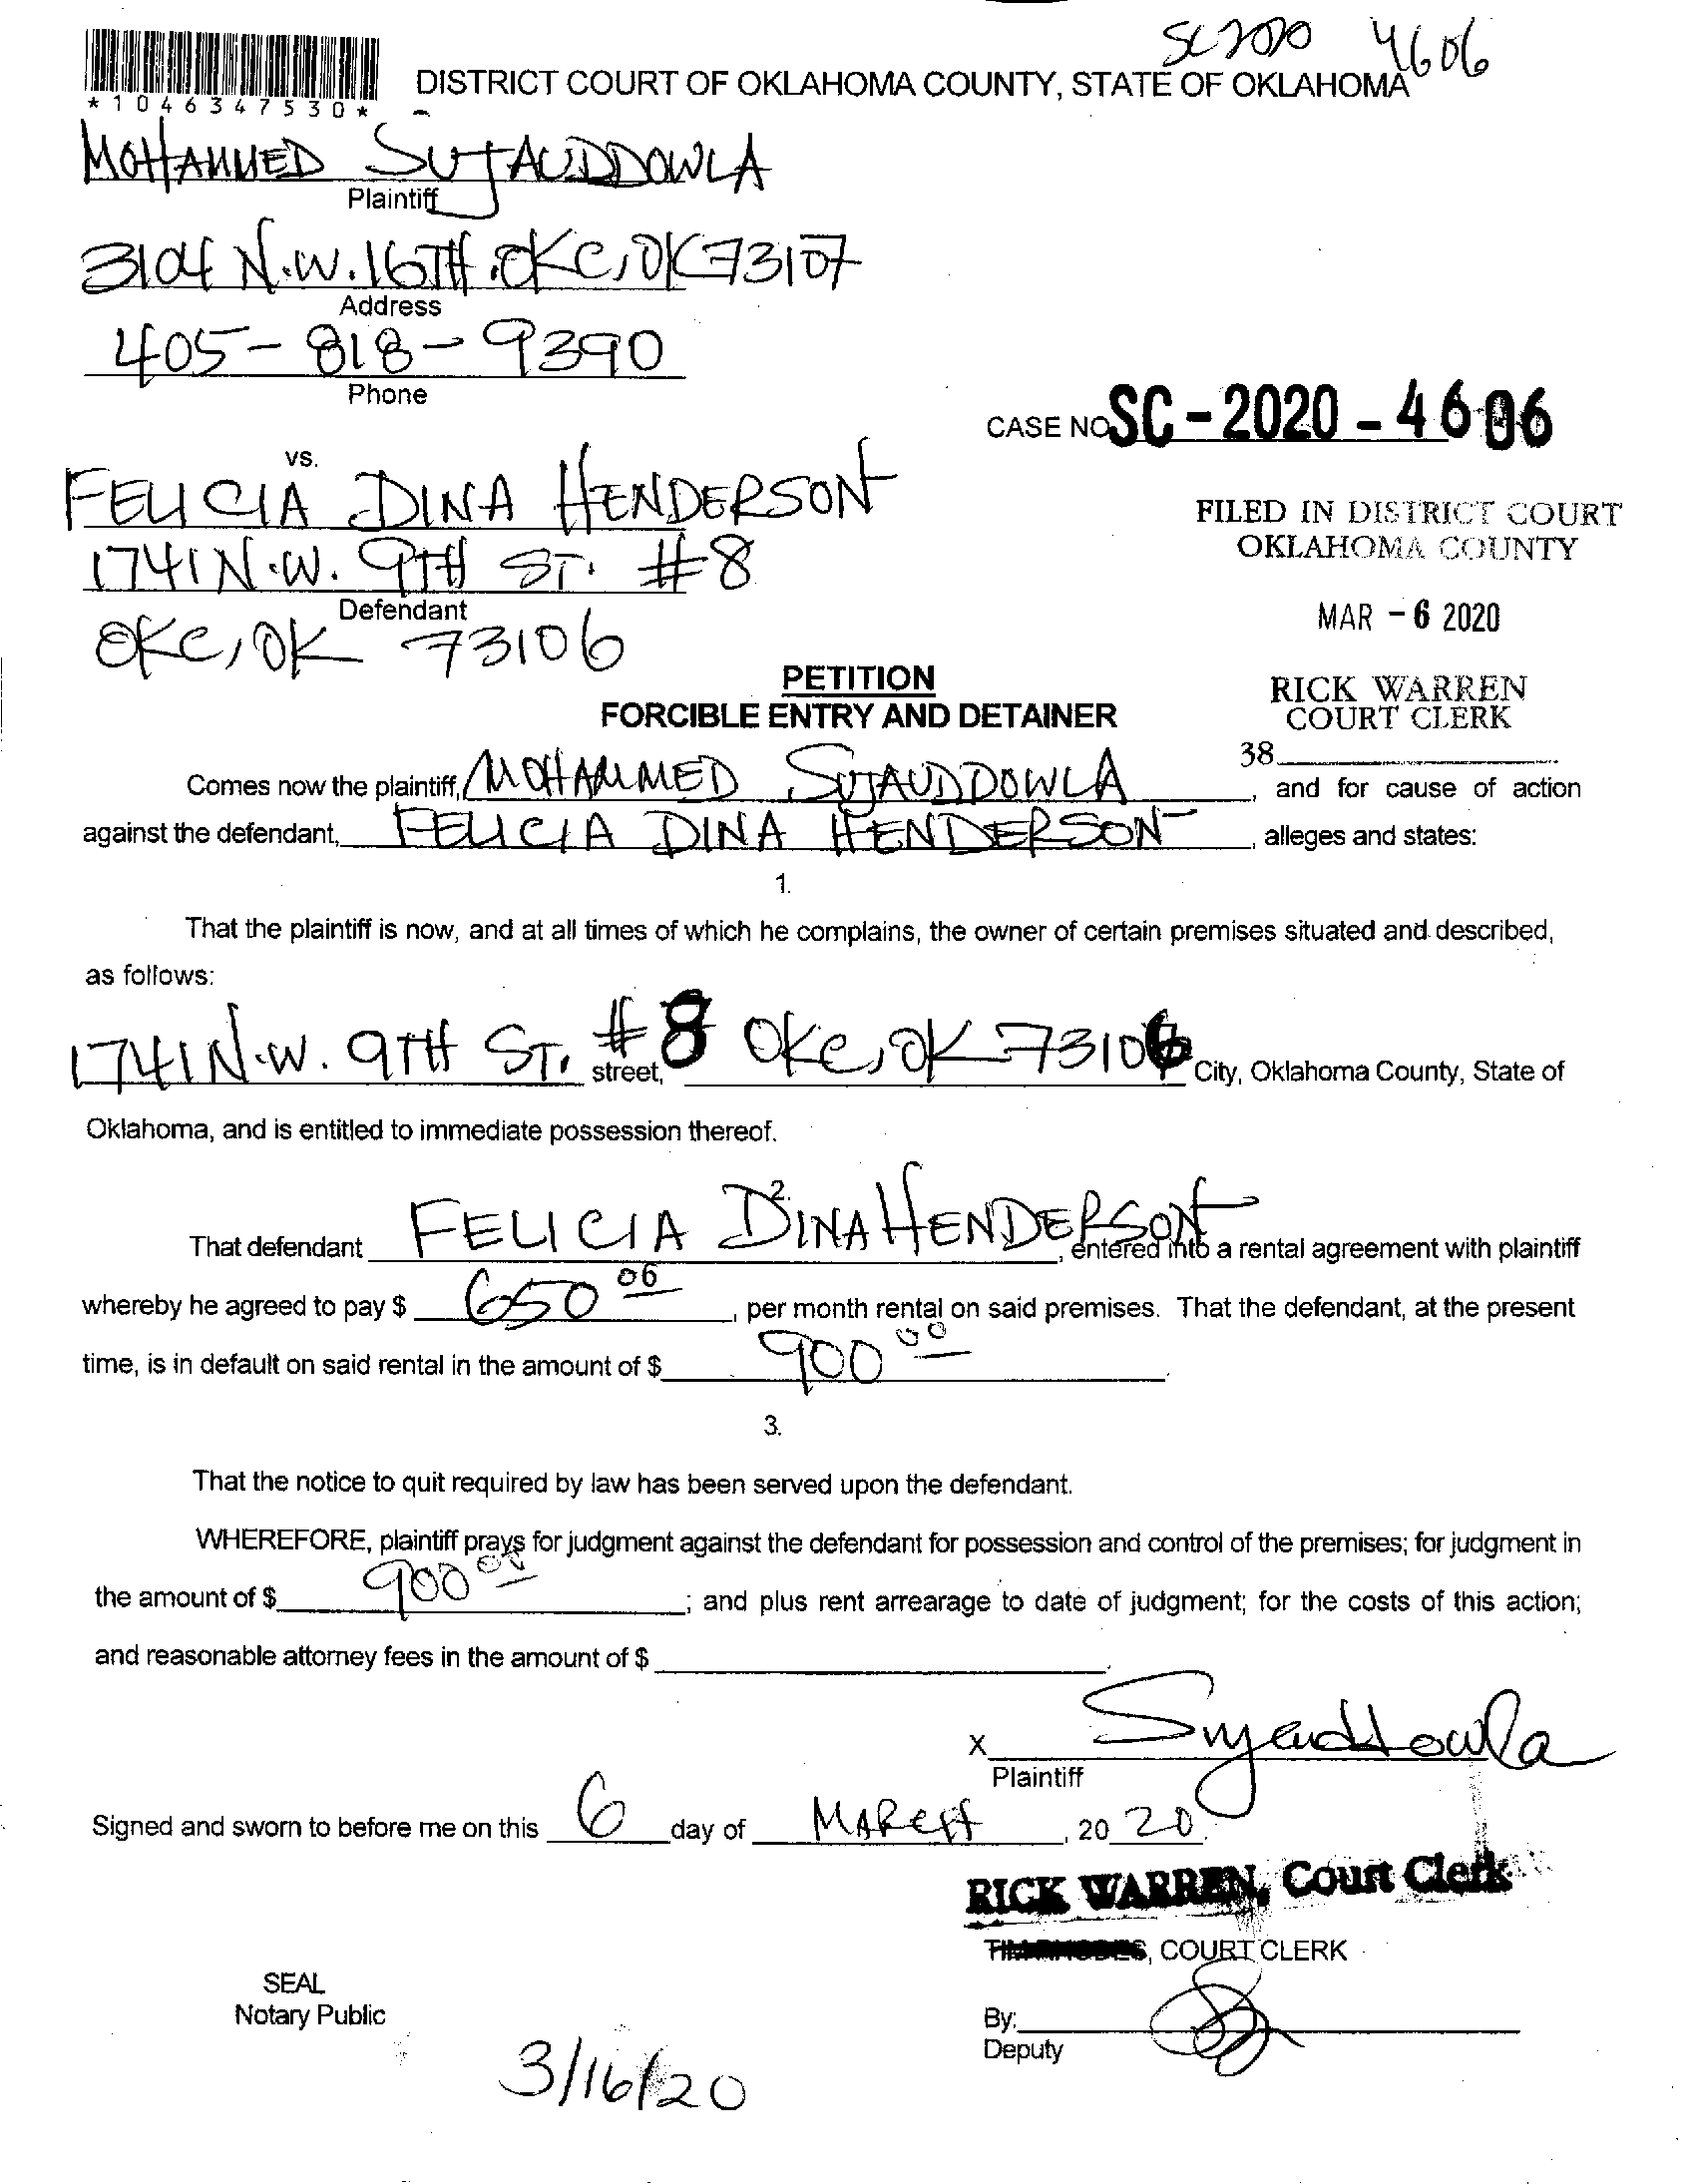 SC2020 4606
*1046347530*
DISTRICT COURT OF OKLAHOMA COUNTY, STATE OF OKLAHOMA
MOHAMMED SUJAUDDOWLA
Plaintiff
3104 N.W. 16TH. OKC, OK 73107
Address
405-818-9390
Phone
CASE NO. SC-2020-4606
vs.
FELICIA DINA HENDERSON
1741 N.W. 9TH ST. #8
Defendant
OKC, OK 73106
FILED IN DISTRICT COURT
OKLAHOMA COUNTY
MAR -6 2020
RICK WARREN
COURT CLERK
38
PETITION
FORCIBLE ENTRY AND DETAINER
Comes now the plaintiff, MOHAMMED SUJAUDDOWLA, and for cause of action
against the defendant, FELICIA DINA HENDERSON, alleges and states:
1.
That the plaintiff is now, and at all times of which he complains, the owner of certain premises situated and described,
as follows:
1741 N.W. 9TH ST. #8 street, OKC, OK 73106 City, Oklahoma County, State of
Oklahoma, and is entitled to immediate possession thereof.
2.
That defendant FELICIA DINA HENDERSON, entered into a rental agreement with plaintiff
whereby he agreed to pay $ 650 00, per month rental on said premises. That the defendant, at the present
time, is in default on said rental in the amount of $ 900 00.
3.
That the notice to quit required by law has been served upon the defendant.
WHEREFORE, plaintiff prays for judgment against the defendant for possession and control of the premises; for judgment in
the amount of $ 900 00; and plus rent arrearage to date of judgment; for the costs of this action;
and reasonable attorney fees in the amount of $
X Sujauddowla
Plaintiff
Signed and sworn to before me on this 6 day of MARCH, 20 20.
RICK WARREN, Court Clerk
, COURT CLERK
SEAL
Notary Public
By:
Deputy
3/16/20